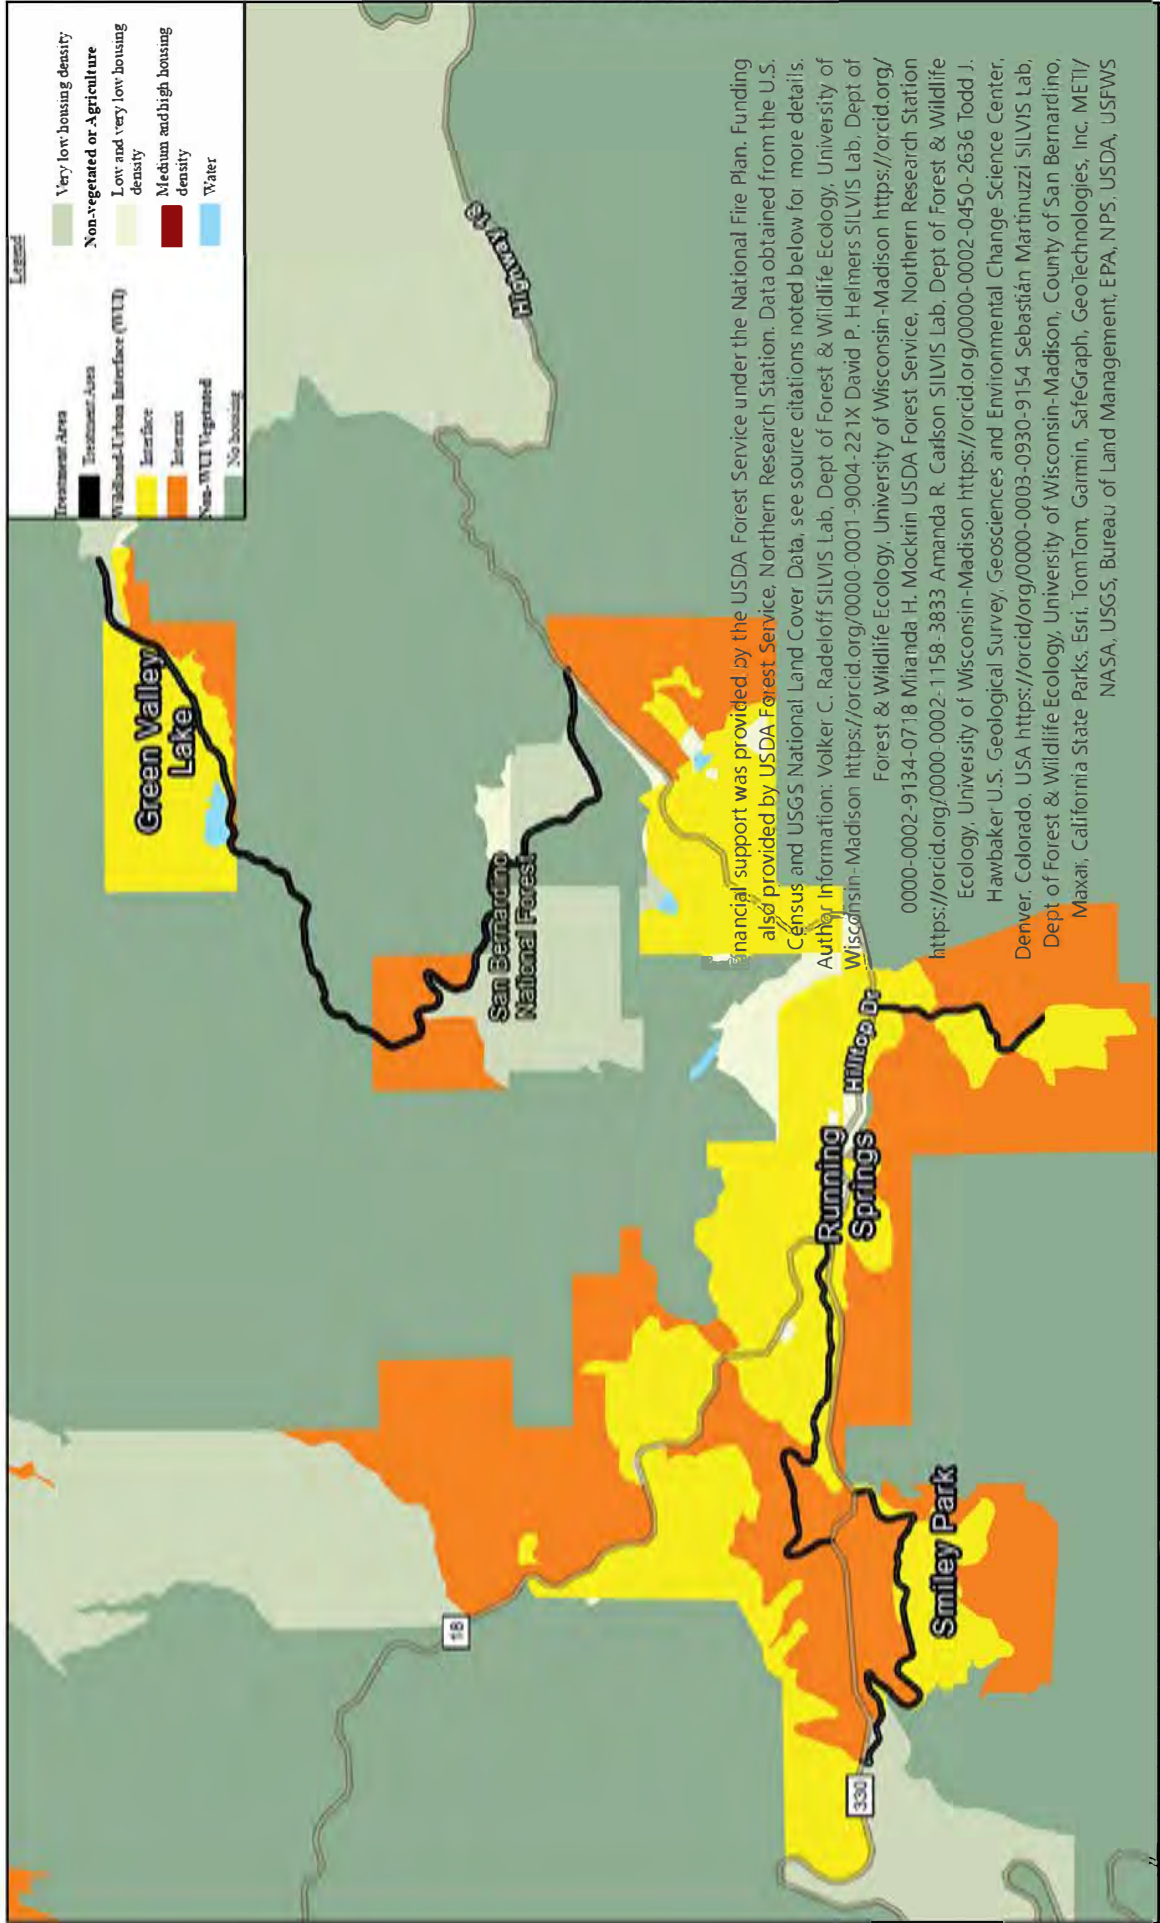 Legend
Treatment Area
Treatment Area
Wildland-Urban Interface (WUI)
Interface
Intermix
Non-WUI Vegetated
No housing
Very low housing density
Non-vegetated or Agriculture
Low and very low housing
density
Medium and high housing
density
Water
Green Valley
Lake
San Bernardino
National Forest
Highway 18
Hilltop Dr
Running
Springs
Smiley Park
18
330
inancial support was provided by the USDA Forest Service under the National Fire Plan. Funding
also provided by USDA Forest Service, Northern Research Station. Data obtained from the U.S.
Census and USGS National Land Cover Data, see source citations noted below for more details.
Author Information: Volker C. Radeloff SILVIS Lab, Dept of Forest & Wildlife Ecology, University of
Wisconsin-Madison https://orcid.org/0000-0001-9004-221X David P. Helmers SILVIS Lab, Dept of
Forest & Wildlife Ecology, University of Wisconsin-Madison https://orcid.org/
0000-0002-9134-0718 Miranda H. Mockrin USDA Forest Service, Northern Research Station
https://orcid.org/0000-0002-1158-3833 Amanda R. Carlson SILVIS Lab, Dept of Forest & Wildlife
Ecology, University of Wisconsin-Madison https://orcid.org/0000-0002-0450-2636 Todd J.
Hawbaker U.S. Geological Survey, Geosciences and Environmental Change Science Center,
Denver, Colorado, USA https://orcid/org/0000-0003-0930-9154 Sebastián Martinuzzi SILVIS Lab,
Dept of Forest & Wildlife Ecology, University of Wisconsin-Madison, County of San Bernardino,
Maxar, California State Parks, Esri, TomTom, Garmin, SafeGraph, GeoTechnologies, Inc, METI/
NASA, USGS, Bureau of Land Management, EPA, NPS, USDA, USFWS